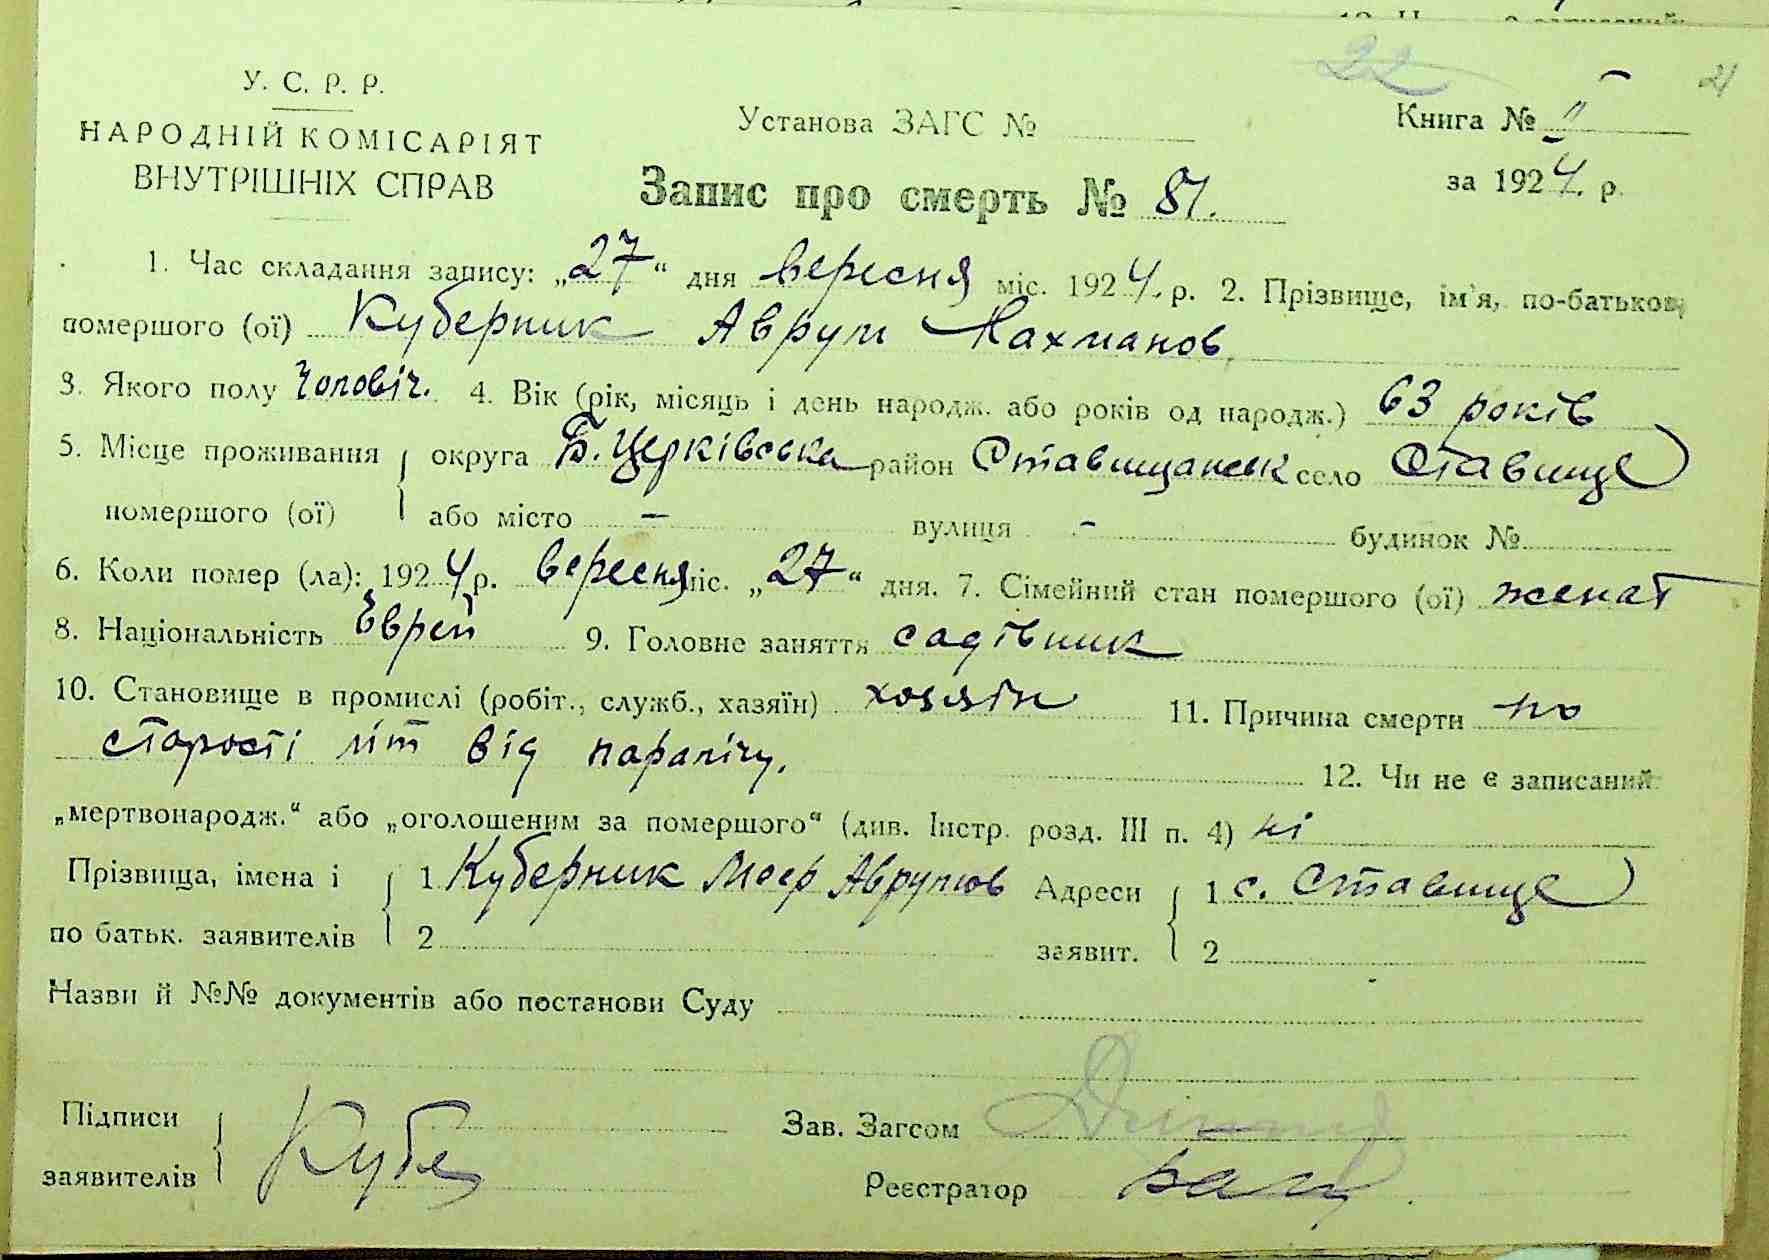 22
21
У. С. Р. Р.
НАРОДНІЙ КОМІСАРІЯТ
ВНУТРІШНІХ СПРАВ
Установа ЗАГС №
Книга № II
за 1924 р.
Запис про смерть № 81.
1. Час складання запису: „27“ дня вересня міс. 1924. р. 2. Прізвище, ім'я, по-батькові
помершого (ої) Куберник Аврум Нахманов
3. Якого полу чоловіч. 4. Вік (рік, місяць і день народж. або років од народж.) 63 років
5. Місце проживання помершого (ої) { округа Б. Церківська район Ставищанськ село Ставище
або місто — вулиця - будинок №
6. Коли помер (ла): 1924 р. вересня міс. „27“ дня. 7. Сімейний стан помершого (ої) женат
8. Національність Еврей 9. Головне заняття садівник
10. Становище в промислі (робіт., служб., хазяїн) хозяїн 11. Причина смерти по
старості літ від паралічу. 12. Чи не є записаний
„мертвонародж.“ або „оголошеним за помершого“ (див. Інстр. розд. III п. 4) ні
Прізвища, імена і по батьк. заявителів { 1 Куберник Моєр Аврумов Адреси заявит. { 1 с. Ставище
2 2
Назви й №№ документів або постанови Суду
Підписи заявителів { Кубе
Зав. Загсом
Реєстратор